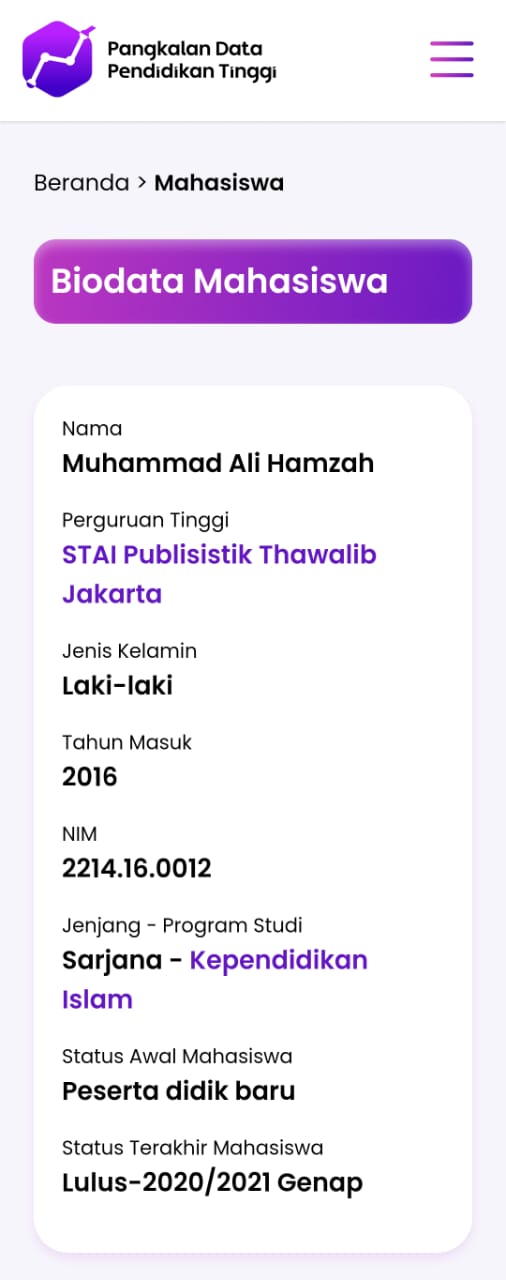 Pangkalan Data
Pendidikan Tinggi
Beranda > Mahasiswa
Biodata Mahasiswa
Nama
Muhammad Ali Hamzah
Perguruan Tinggi
STAI Publisistik Thawalib
Jakarta
Jenis Kelamin
Laki-laki
Tahun Masuk
2016
NIM
2214.16.0012
Jenjang - Program Studi
Sarjana - Kependidikan
Islam
Status Awal Mahasiswa
Peserta didik baru
Status Terakhir Mahasiswa
Lulus-2020/2021 Genap